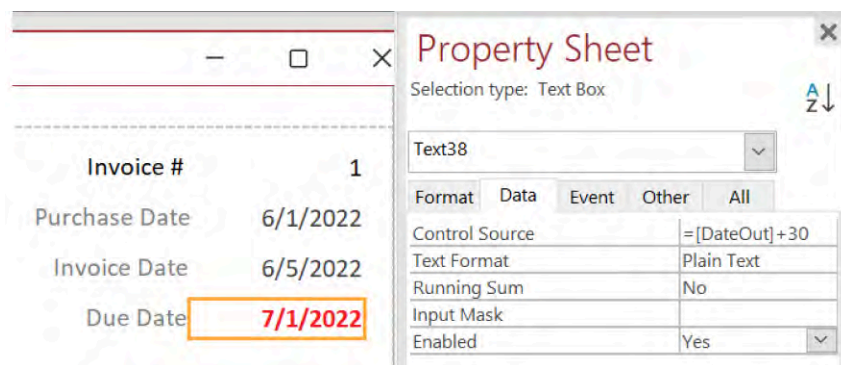 Property Sheet
Selection type: Text Box
A
Z
Text38
Format Data Event Other All
Control Source =[DateOut]+30
Text Format Plain Text
Running Sum No
Input Mask
Enabled Yes
Invoice # 1
Purchase Date 6/1/2022
Invoice Date 6/5/2022
Due Date 7/1/2022